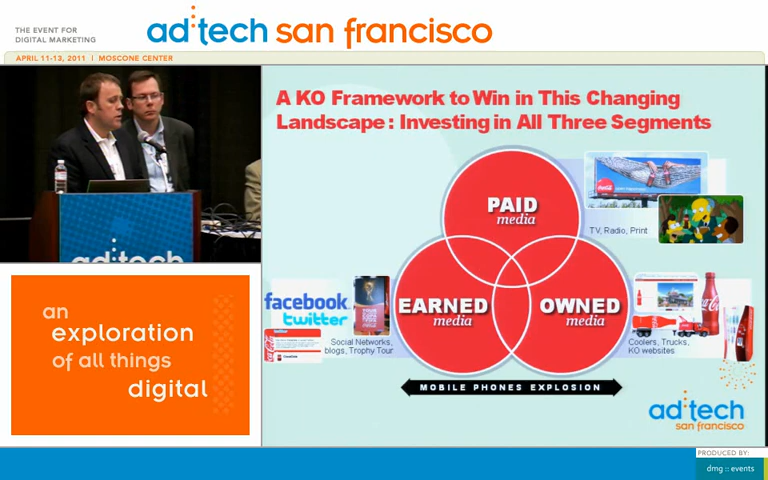 THE EVENT FOR
DIGITAL MARKETING
ad:tech san francisco
APRIL 11-13, 2011 | MOSCONE CENTER
ad:tech
an
exploration
of all things
digital
A KO Framework to Win in This Changing
Landscape: Investing in All Three Segments
PAID
media
TV, Radio, Print
EARNED
media
OWNED
media
facebook
twitter
Social Networks,
blogs, Trophy Tour
Coolers, Trucks,
KO websites
MOBILE PHONES EXPLOSION
ad:tech
san francisco
PRODUCED BY:
dmg :: events